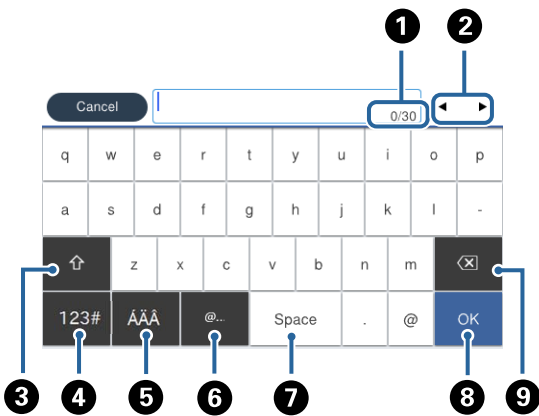 1 2
Cancel 0/30 ◄ ►
q w e r t y u i o p
a s d f g h j k l -
z x c v b n m
123# ÁÄÂ @... Space . @ OK
3 4 5 6 7 8 9